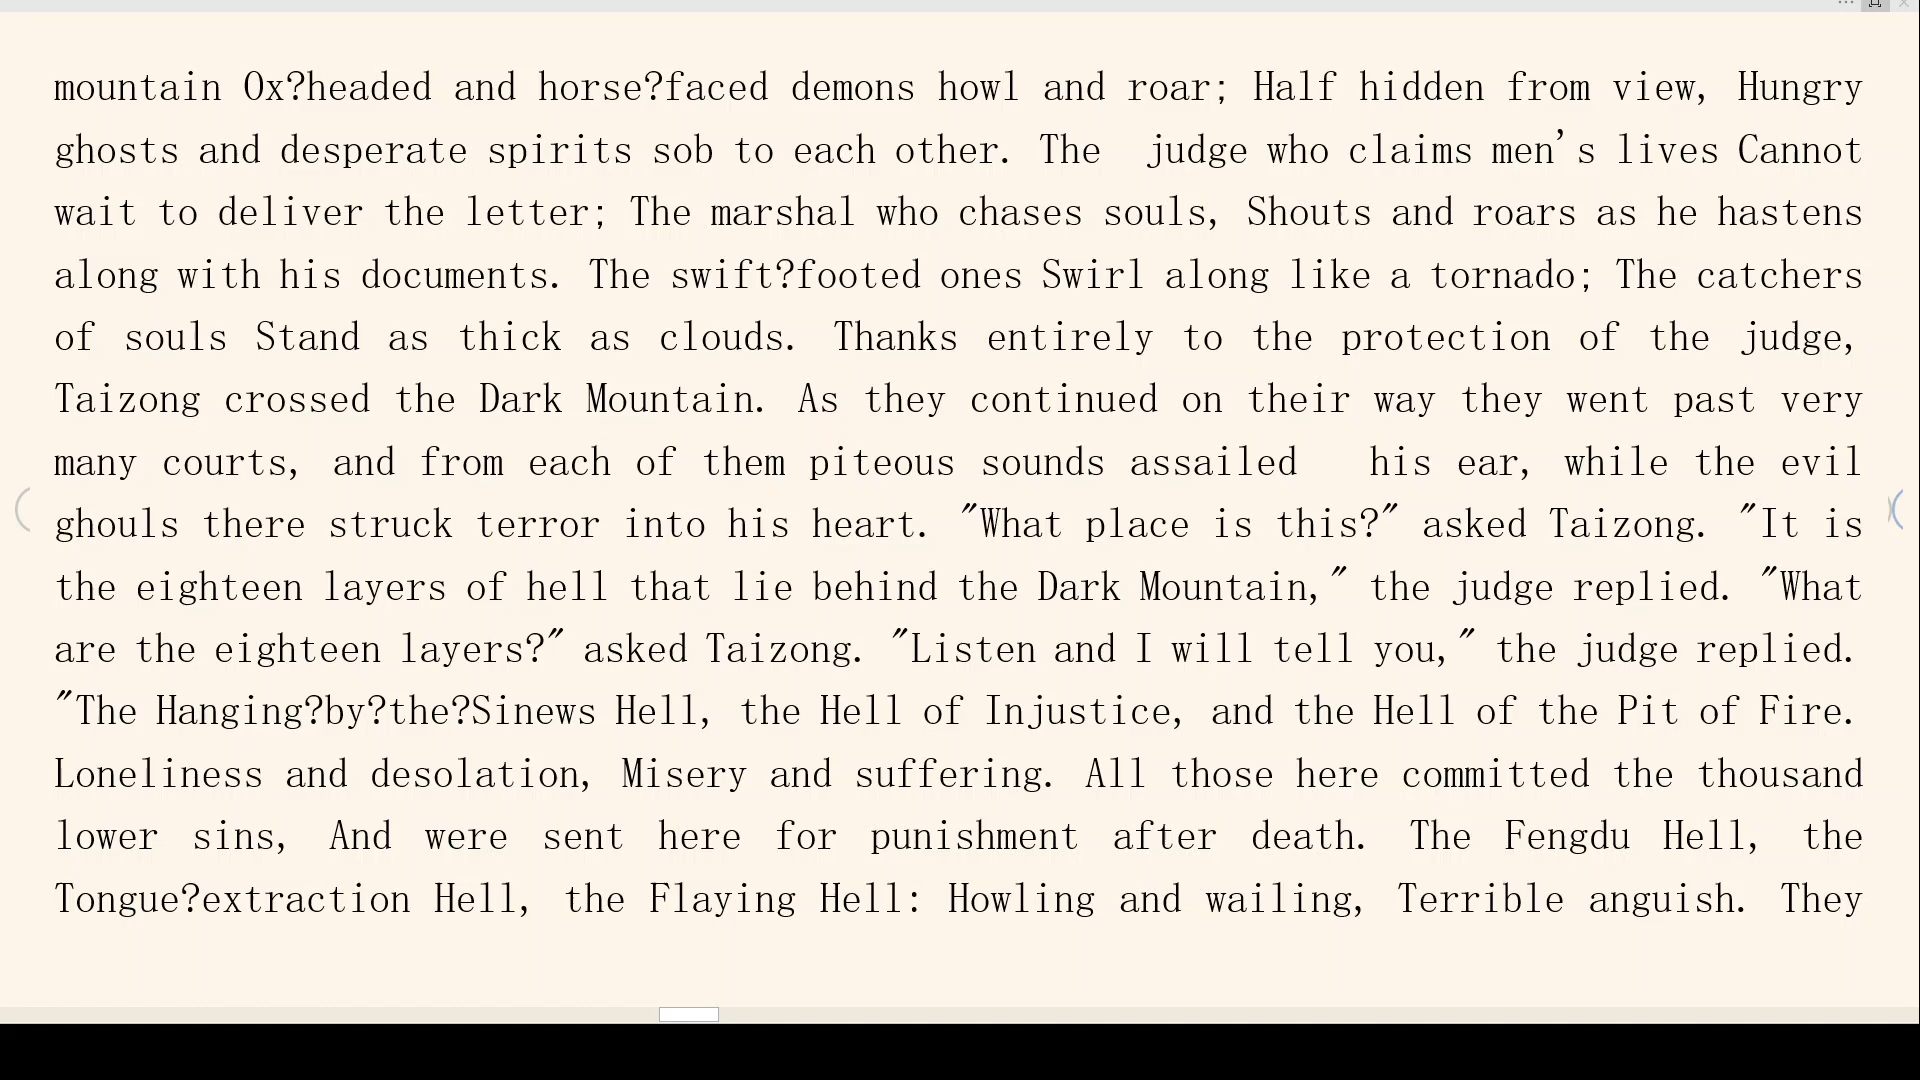 mountain Ox?headed and horse?faced demons howl and roar; Half hidden from view, Hungry
ghosts and desperate spirits sob to each other. The judge who claims men's lives Cannot
wait to deliver the letter; The marshal who chases souls, Shouts and roars as he hastens
along with his documents. The swift?footed ones Swirl along like a tornado; The catchers
of souls Stand as thick as clouds. Thanks entirely to the protection of the judge,
Taizong crossed the Dark Mountain. As they continued on their way they went past very
many courts, and from each of them piteous sounds assailed his ear, while the evil
ghouls there struck terror into his heart. "What place is this?" asked Taizong. "It is
the eighteen layers of hell that lie behind the Dark Mountain," the judge replied. "What
are the eighteen layers?" asked Taizong. "Listen and I will tell you," the judge replied.
"The Hanging?by?the?Sinews Hell, the Hell of Injustice, and the Hell of the Pit of Fire.
Loneliness and desolation, Misery and suffering. All those here committed the thousand
lower sins, And were sent here for punishment after death. The Fengdu Hell, the
Tongue?extraction Hell, the Flaying Hell: Howling and wailing, Terrible anguish. They